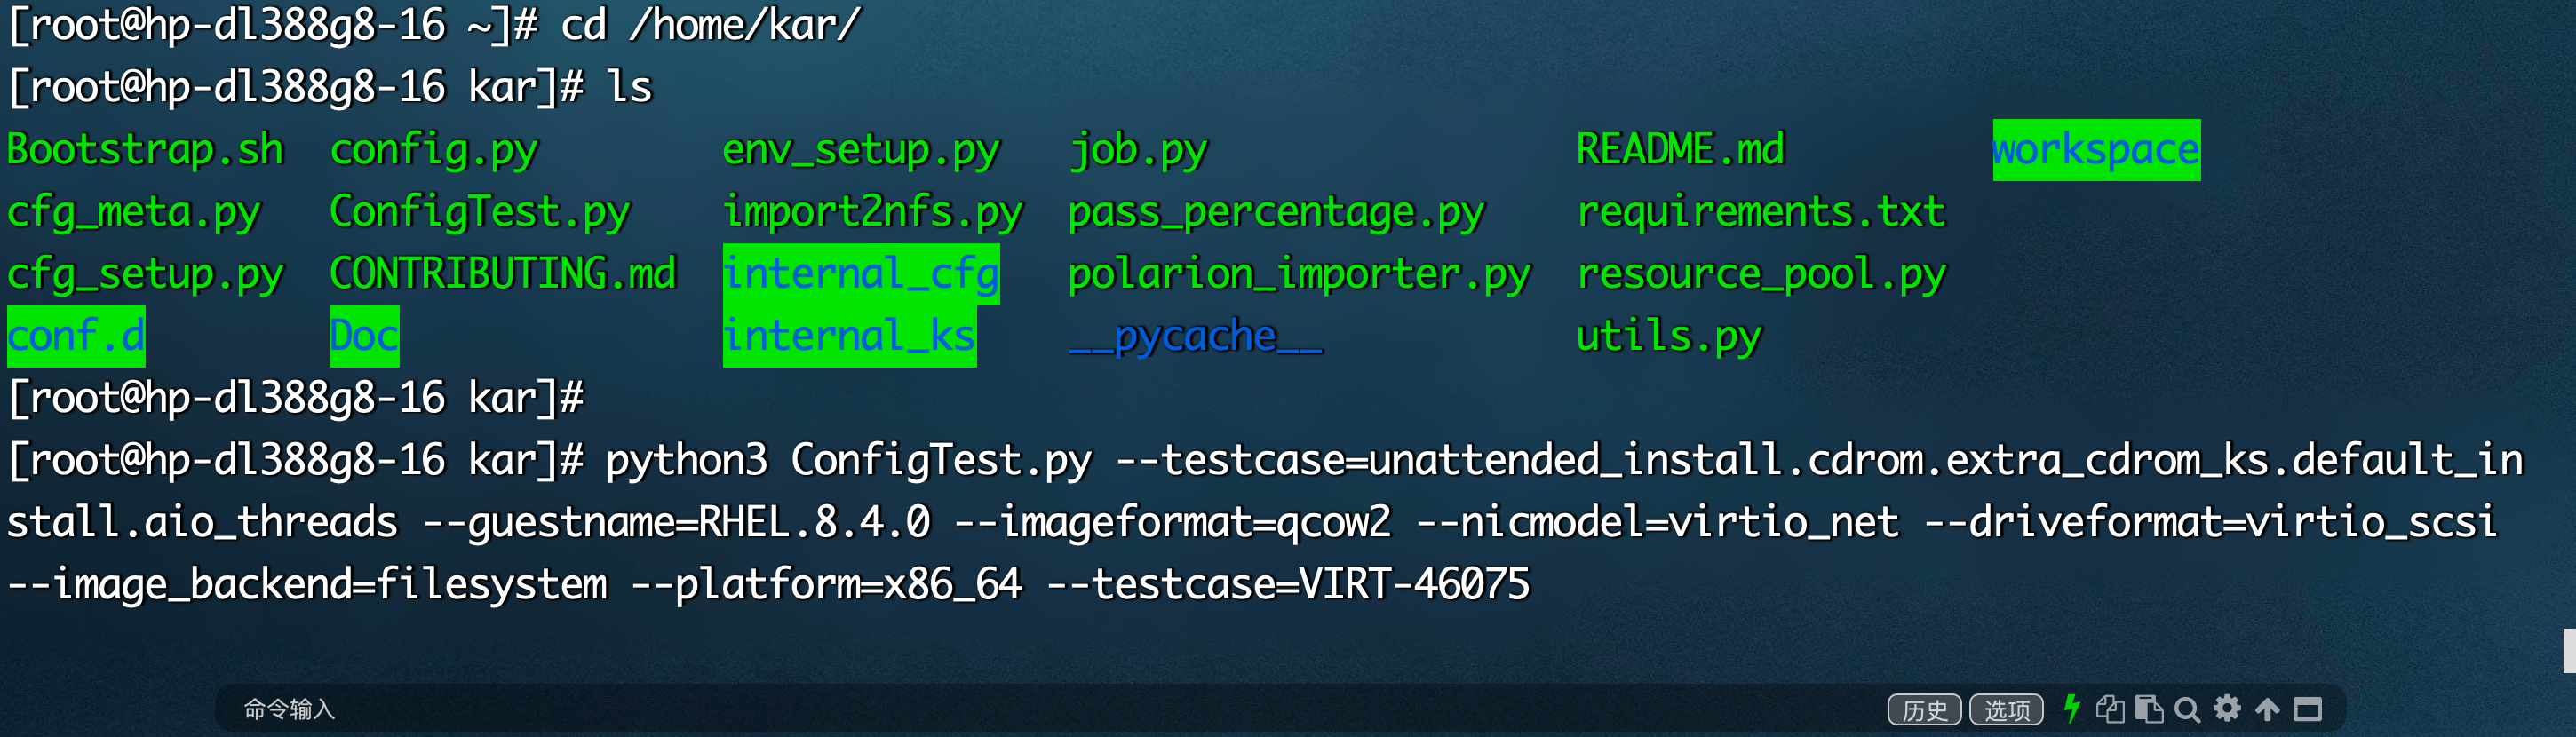 [root@hp-dl388g8-16 ~]# cd /home/kar/
[root@hp-dl388g8-16 kar]# ls
Bootstrap.sh  config.py        env_setup.py   job.py               README.md         workspace
cfg_meta.py   ConfigTest.py    import2nfs.py  pass_percentage.py   requirements.txt
cfg_setup.py  CONTRIBUTING.md  internal_cfg   polarion_importer.py  resource_pool.py
conf.d        Doc              internal_ks    __pycache__          utils.py
[root@hp-dl388g8-16 kar]#
[root@hp-dl388g8-16 kar]# python3 ConfigTest.py --testcase=unattended_install.cdrom.extra_cdrom_ks.default_in
stall.aio_threads --guestname=RHEL.8.4.0 --imageformat=qcow2 --nicmodel=virtio_net --driveformat=virtio_scsi
--image_backend=filesystem --platform=x86_64 --testcase=VIRT-46075
命令输入 历史 选项